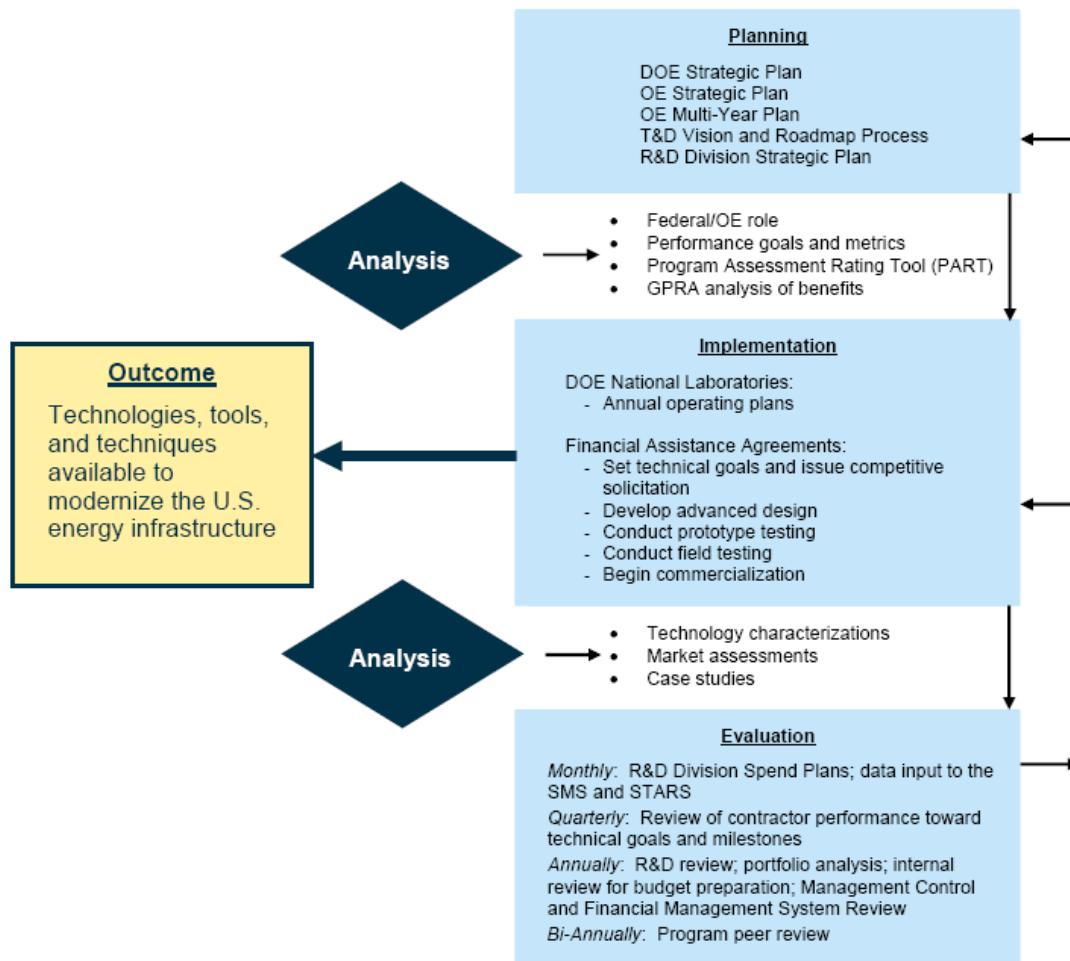 Planning
DOE Strategic Plan
OE Strategic Plan
OE Multi-Year Plan
T&D Vision and Roadmap Process
R&D Division Strategic Plan
Analysis
• Federal/OE role
• Performance goals and metrics
• Program Assessment Rating Tool (PART)
• GPRA analysis of benefits
Implementation
DOE National Laboratories:
- Annual operating plans
Financial Assistance Agreements:
- Set technical goals and issue competitive
solicitation
- Develop advanced design
- Conduct prototype testing
- Conduct field testing
- Begin commercialization
Outcome
Technologies, tools,
and techniques
available to
modernize the U.S.
energy infrastructure
Analysis
• Technology characterizations
• Market assessments
• Case studies
Evaluation
Monthly: R&D Division Spend Plans; data input to the
SMS and STARS
Quarterly: Review of contractor performance toward
technical goals and milestones
Annually: R&D review; portfolio analysis; internal
review for budget preparation; Management Control
and Financial Management System Review
Bi-Annually: Program peer review